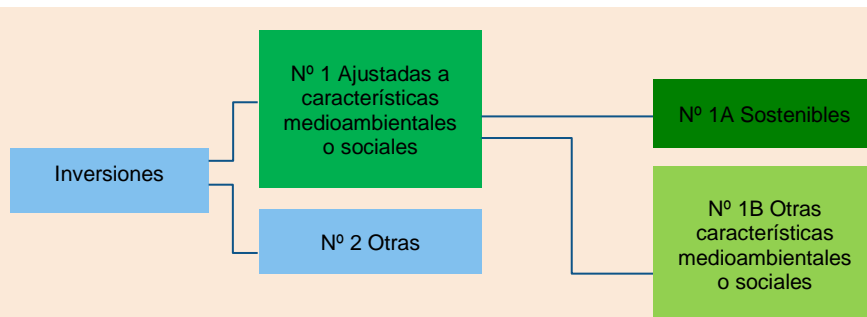 Inversiones
Nº 1 Ajustadas a
características
medioambientales
o sociales
Nº 2 Otras
Nº 1A Sostenibles
Nº 1B Otras
características
medioambientales
o sociales